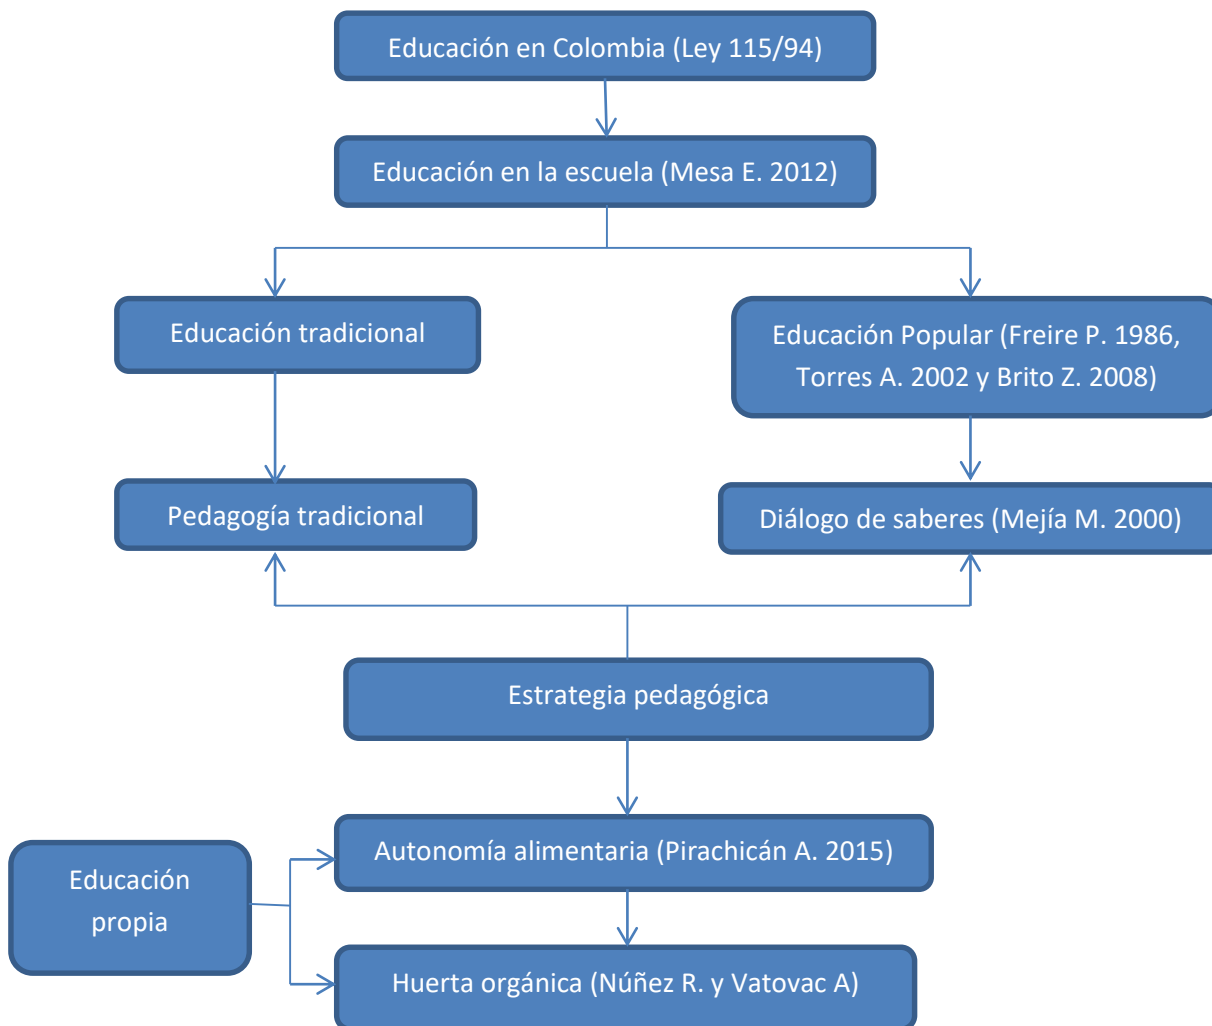 Educación en Colombia (Ley 115/94)
Educación en la escuela (Mesa E. 2012)
Educación tradicional
Educación Popular (Freire P. 1986,
Torres A. 2002 y Brito Z. 2008)
Pedagogía tradicional
Diálogo de saberes (Mejía M. 2000)
Estrategia pedagógica
Autonomía alimentaria (Pirachicán A. 2015)
Educación
propia
Huerta orgánica (Núñez R. y Vatovac A)